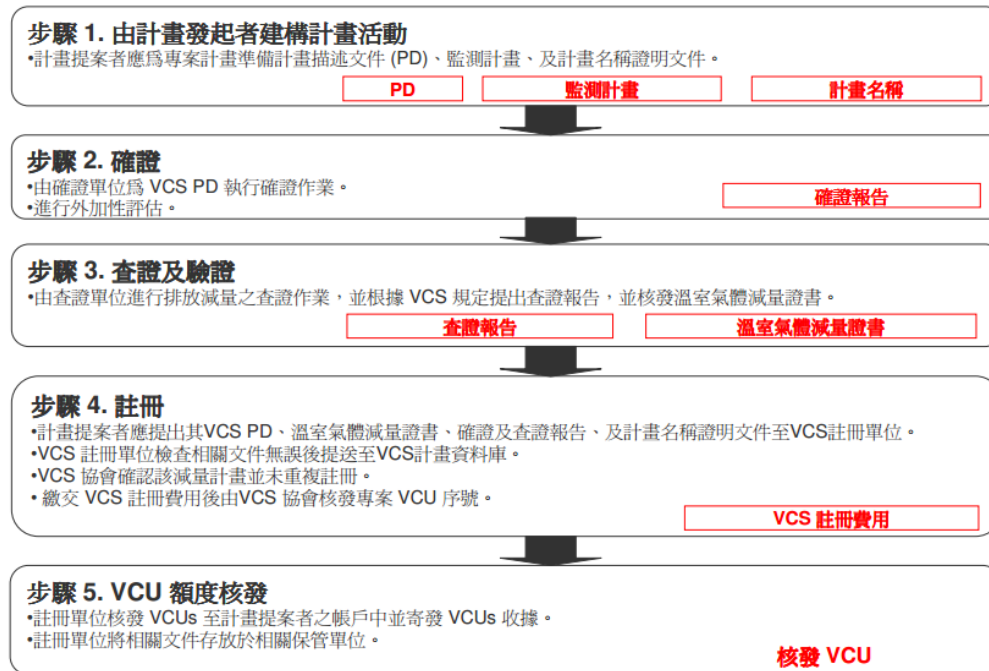 步驟 1. 由計畫發起者建構計畫活動
•計畫提案者應爲專案計畫準備計畫描述文件 (PD)、監測計畫、及計畫名稱證明文件。
PD 監測計畫 計畫名稱
步驟 2. 確證
•由確證單位爲 VCS PD 執行確證作業。
•進行外加性評估。
確證報告
步驟 3. 查證及驗證
•由查證單位進行排放減量之查證作業，並根據 VCS 規定提出查證報告，並核發溫室氣體減量證書。
查證報告 溫室氣體減量證書
步驟 4. 註冊
•計畫提案者應提出其VCS PD、溫室氣體減量證書、確證及查證報告、及計畫名稱證明文件至VCS註冊單位。
•VCS 註冊單位檢查相關文件無誤後提送至VCS計畫資料庫。
•VCS 協會確認該減量計畫並未重複註冊。
• 繳交 VCS 註冊費用後由VCS 協會核發專案 VCU 序號。
VCS 註冊費用
步驟 5. VCU 額度核發
•註冊單位核發 VCUs 至計畫提案者之帳戶中並寄發 VCUs 收據。
•註冊單位將相關文件存放於相關保管單位。
核發 VCU